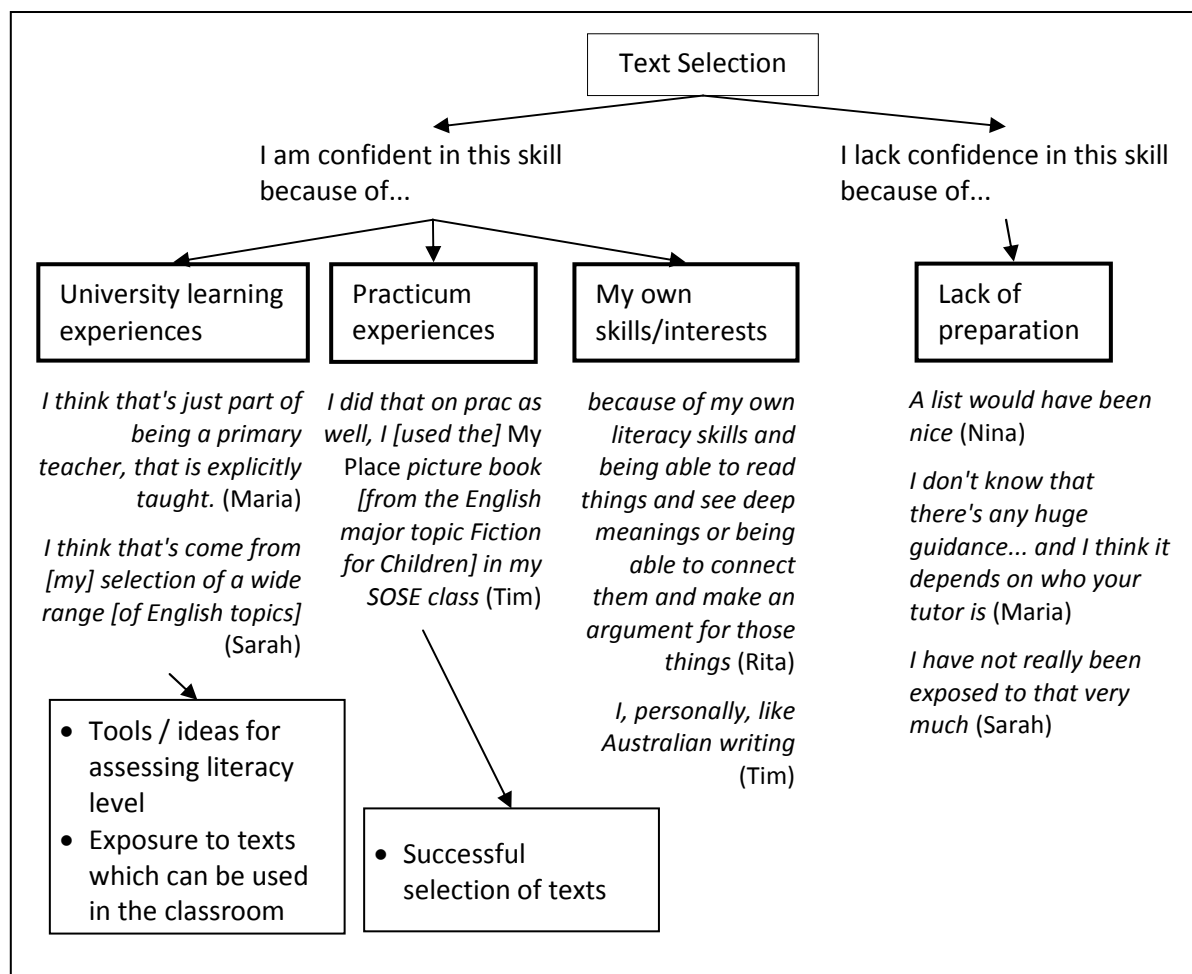 Text Selection
I am confident in this skill
because of...
I lack confidence in this skill
because of...
University learning
experiences
Practicum
experiences
My own
skills/interests
Lack of
preparation
I think that's just part of
being a primary
teacher, that is explicitly
taught. (Maria)
I think that's come from
[my] selection of a wide
range [of English topics]
(Sarah)
I did that on prac as
well, I [used the] My
Place picture book
[from the English
major topic Fiction
for Children] in my
SOSE class (Tim)
because of my own
literacy skills and
being able to read
things and see deep
meanings or being
able to connect
them and make an
argument for those
things (Rita)
I, personally, like
Australian writing
(Tim)
A list would have been
nice (Nina)
I don't know that
there's any huge
guidance... and I think it
depends on who your
tutor is (Maria)
I have not really been
exposed to that very
much (Sarah)
• Tools / ideas for
assessing literacy
level
• Exposure to texts
which can be used
in the classroom
• Successful
selection of texts